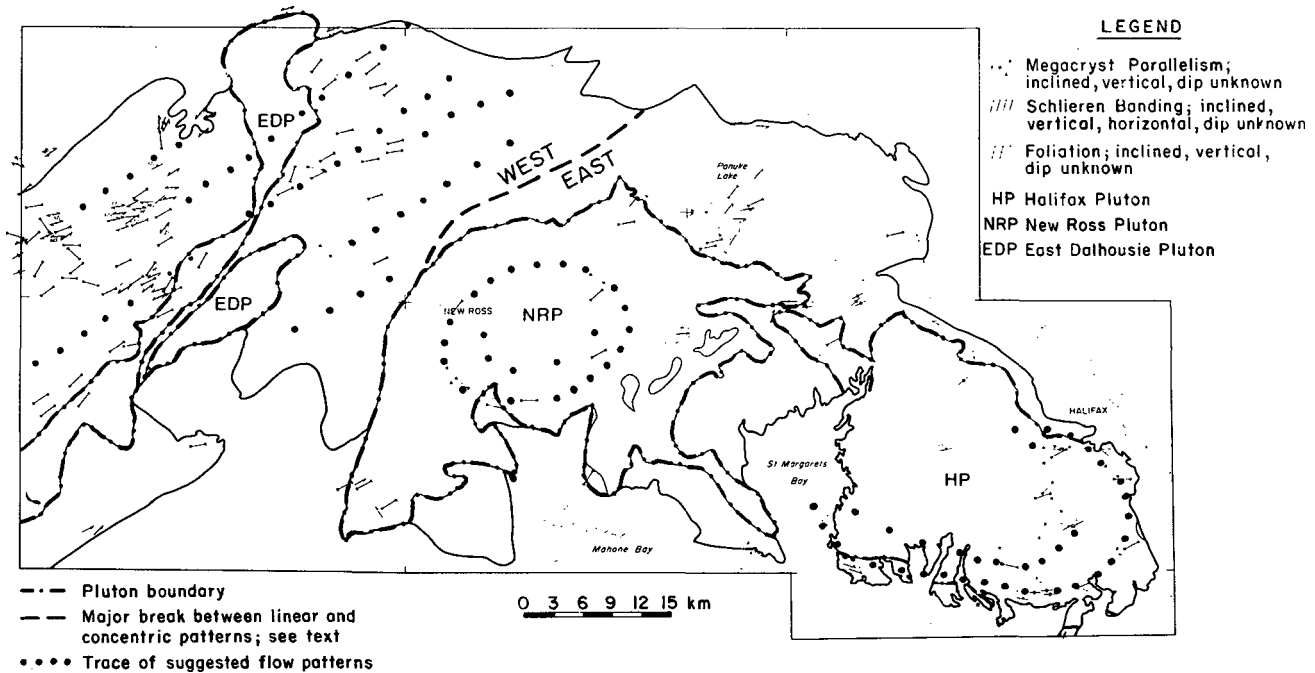 LEGEND
Megacryst Parallelism;
inclined, vertical, dip unknown
Schlieren Banding; inclined,
vertical, horizontal, dip unknown
Foliation; inclined, vertical,
dip unknown
HP Halifax Pluton
NRP New Ross Pluton
EDP East Dalhousie Pluton
EDP
WEST
EAST
Panuke
Lake
EDP
NEW ROSS
NRP
HALIFAX
St Margarets
Bay
HP
Mahone Bay
Pluton boundary
Major break between linear and
concentric patterns; see text
Trace of suggested flow patterns
0 3 6 9 12 15 km